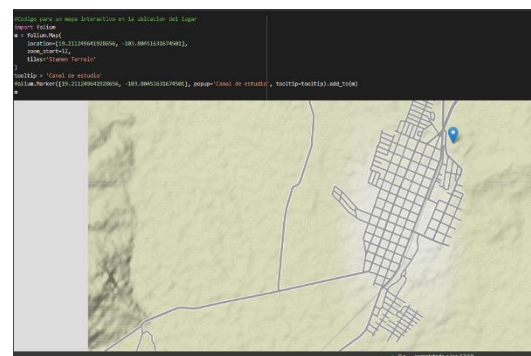 #Codigo para un mapa interactivo en la ubicacion del lugar
import folium
m = folium.Map(
location=[19.211249641928656, -103.80451631674501],
zoom_start=12,
tiles='Stamen Terrain'
)
tooltip = 'Canal de estudio'
folium.Marker([19.211249641928656, -103.80451631674501], popup='Canal de estudio', tooltip=tooltip).add_to(m)
m